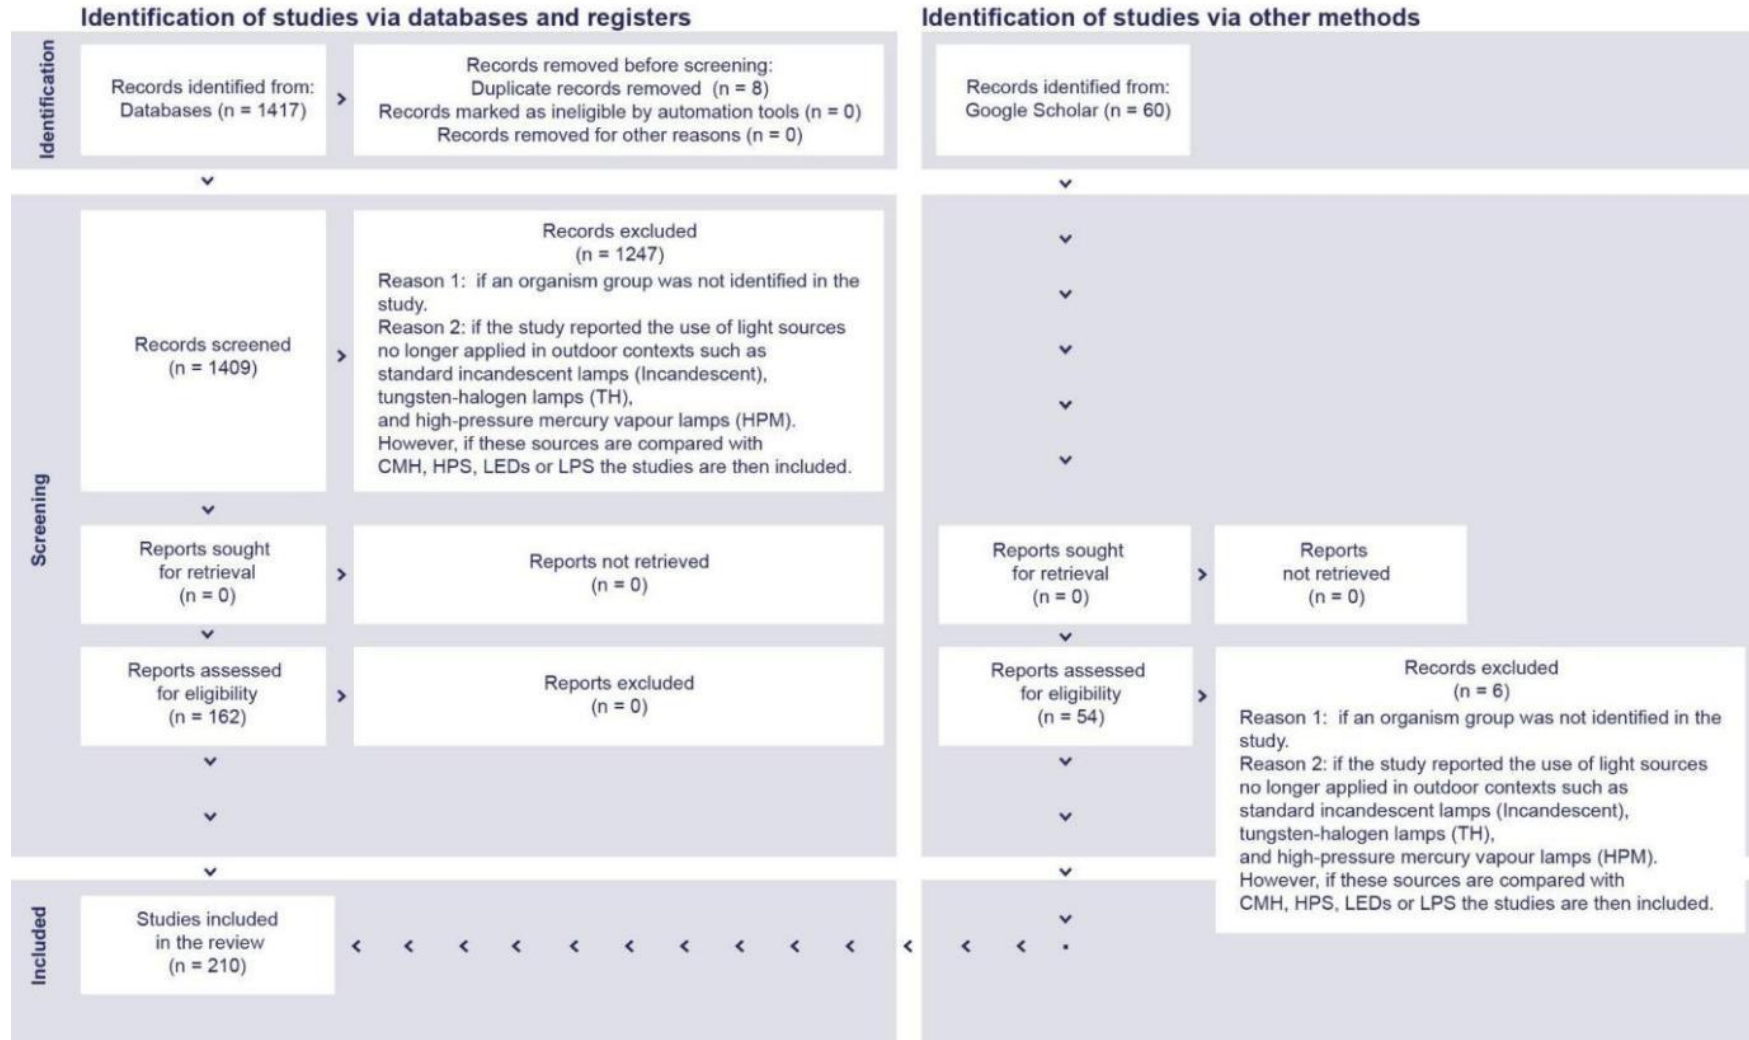 Identification of studies via databases and registers
Identification of studies via other methods
Identification
Records identified from:
Databases (n = 1417)
Records removed before screening:
Duplicate records removed (n = 8)
Records marked as ineligible by automation tools (n = 0)
Records removed for other reasons (n = 0)
Records identified from:
Google Scholar (n = 60)
Screening
Records screened
(n = 1409)
Records excluded
(n = 1247)
Reason 1: if an organism group was not identified in the
study.
Reason 2: if the study reported the use of light sources
no longer applied in outdoor contexts such as
standard incandescent lamps (Incandescent),
tungsten-halogen lamps (TH),
and high-pressure mercury vapour lamps (HPM).
However, if these sources are compared with
CMH, HPS, LEDs or LPS the studies are then included.
Reports sought
for retrieval
(n = 0)
Reports not retrieved
(n = 0)
Reports sought
for retrieval
(n = 0)
Reports
not retrieved
(n = 0)
Reports assessed
for eligibility
(n = 162)
Reports excluded
(n = 0)
Reports assessed
for eligibility
(n = 54)
Records excluded
(n = 6)
Reason 1: if an organism group was not identified in the
study.
Reason 2: if the study reported the use of light sources
no longer applied in outdoor contexts such as
standard incandescent lamps (Incandescent),
tungsten-halogen lamps (TH),
and high-pressure mercury vapour lamps (HPM).
However, if these sources are compared with
CMH, HPS, LEDs or LPS the studies are then included.
Included
Studies included
in the review
(n = 210)